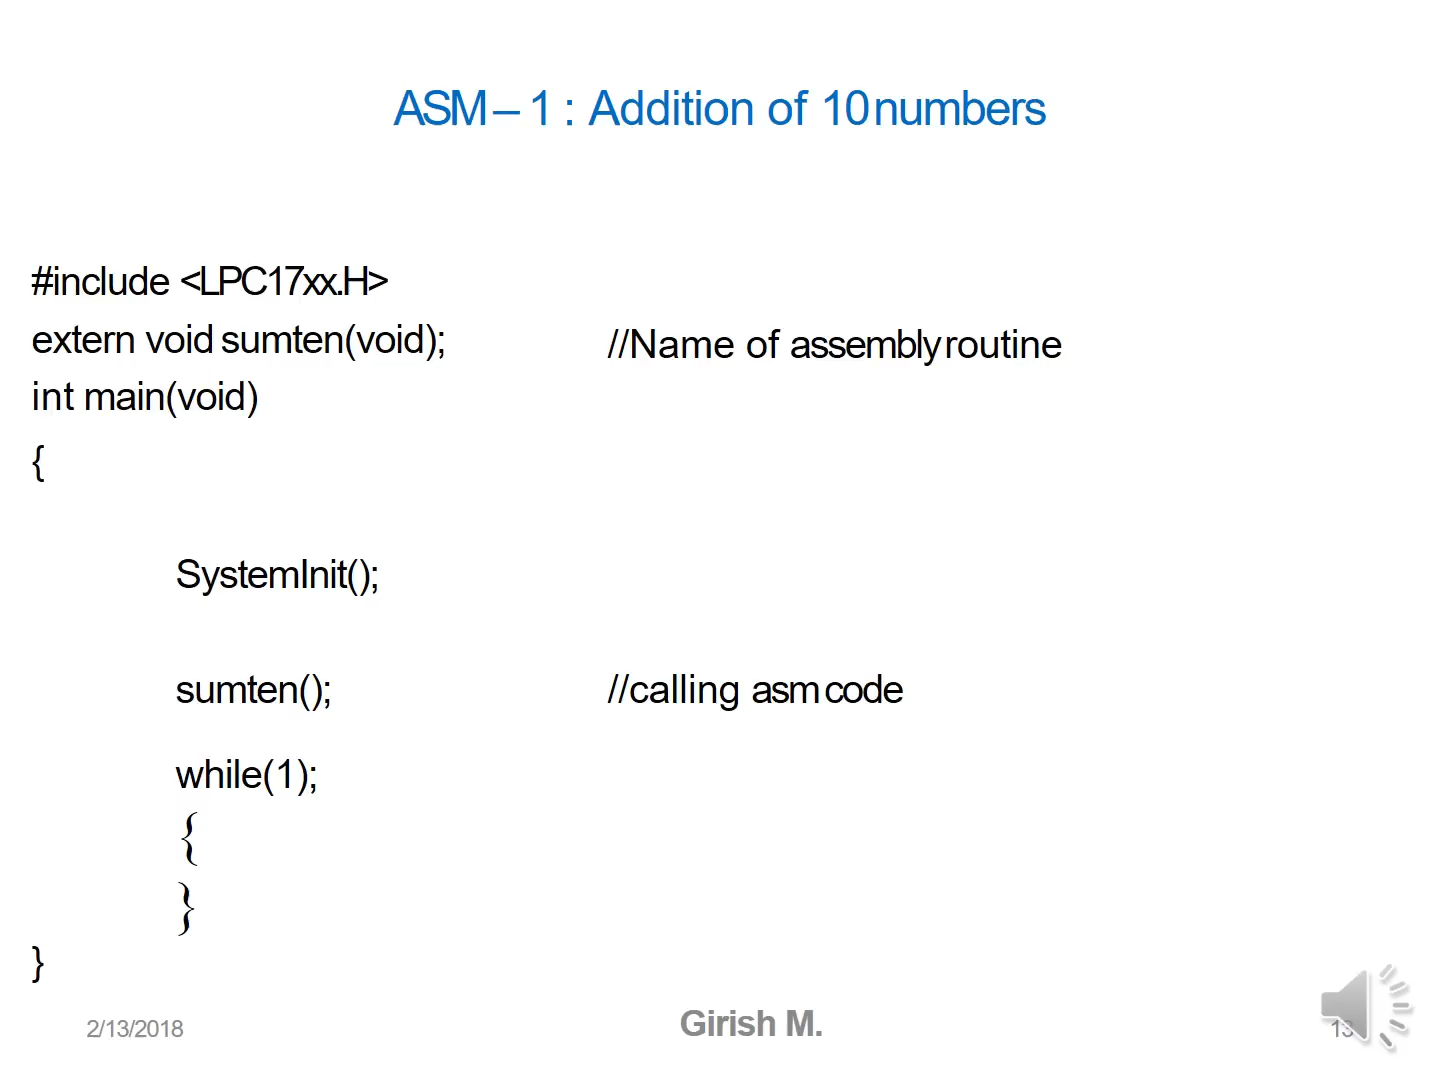 ASM – 1 : Addition of 10 numbers
#include <LPC17xx.H>
extern void sumten(void); //Name of assembly routine
int main(void)
{
SystemInit();
sumten(); //calling asm code
while(1);
{
}
}
2/13/2018 Girish M. 13